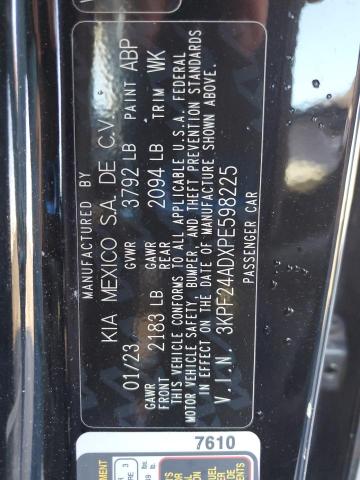 MANUFACTURED BY
KIA MEXICO S.A. DE C.V.
01/23 GVWR 3792 LB PAINT ABP
GAWR FRONT 2183 LB GAWR REAR 2094 LB TRIM WK
THIS VEHICLE CONFORMS TO ALL APPLICABLE U.S.A. FEDERAL
MOTOR VEHICLE SAFETY, BUMPER, AND THEFT PREVENTION STANDARDS
IN EFFECT ON THE DATE OF MANUFACTURE SHOWN ABOVE.
V.I.N. 3KPF24ADXPE598225
PASSENGER CAR
7610